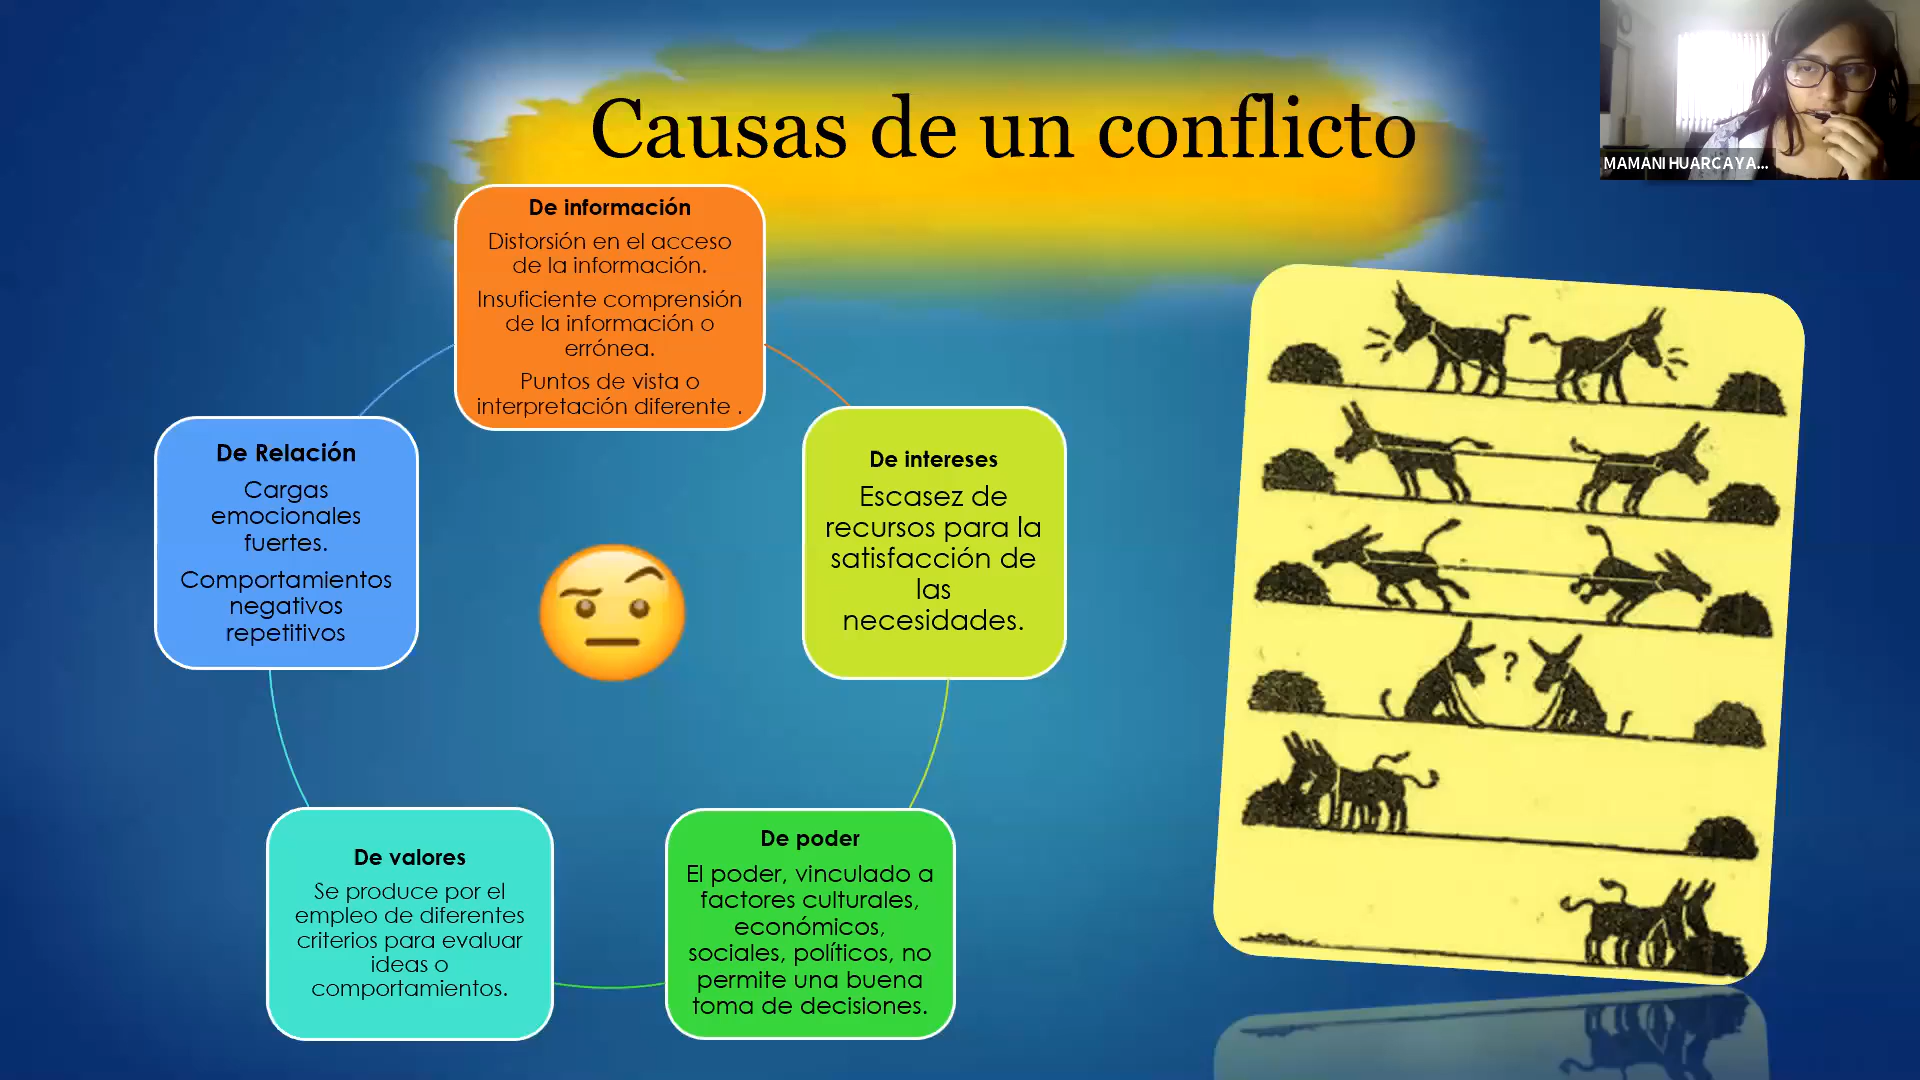 Causas de un conflicto
MAMANI HUARCAYA...
De información
Distorsión en el acceso
de la información.
Insuficiente comprensión
de la información o
errónea.
Puntos de vista o
interpretación diferente .
De intereses
Escasez de
recursos para la
satisfacción de
las
necesidades.
De poder
El poder, vinculado a
factores culturales,
económicos,
sociales, políticos, no
permite una buena
toma de decisiones.
De valores
Se produce por el
empleo de diferentes
criterios para evaluar
ideas o
comportamientos.
De Relación
Cargas
emocionales
fuertes.
Comportamientos
negativos
repetitivos
?